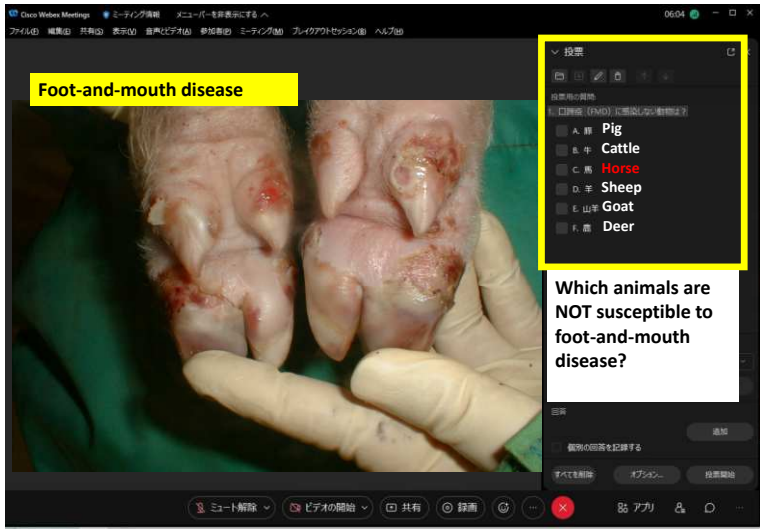 Cisco Webex Meetings ミーティング情報 メニューバーを非表示にする 06:04
ファイル(F) 編集(E) 共有(S) 表示(V) 音声とビデオ(A) 参加者(P) ミーティング(M) ブレイクアウトセッション(B) ヘルプ(H)
Foot-and-mouth disease
投票
投票用の質問:
1. 口蹄疫（FMD）に感染しない動物は？
A. 豚 Pig
B. 牛 Cattle
C. 馬 Horse
D. 羊 Sheep
E. 山羊 Goat
F. 鹿 Deer
Which animals are
NOT susceptible to
foot-and-mouth
disease?
回答
追加
個別の回答を記録する
すべてを削除 オプション... 投票開始
ミュート解除 ビデオの開始 共有 録画 アプリ